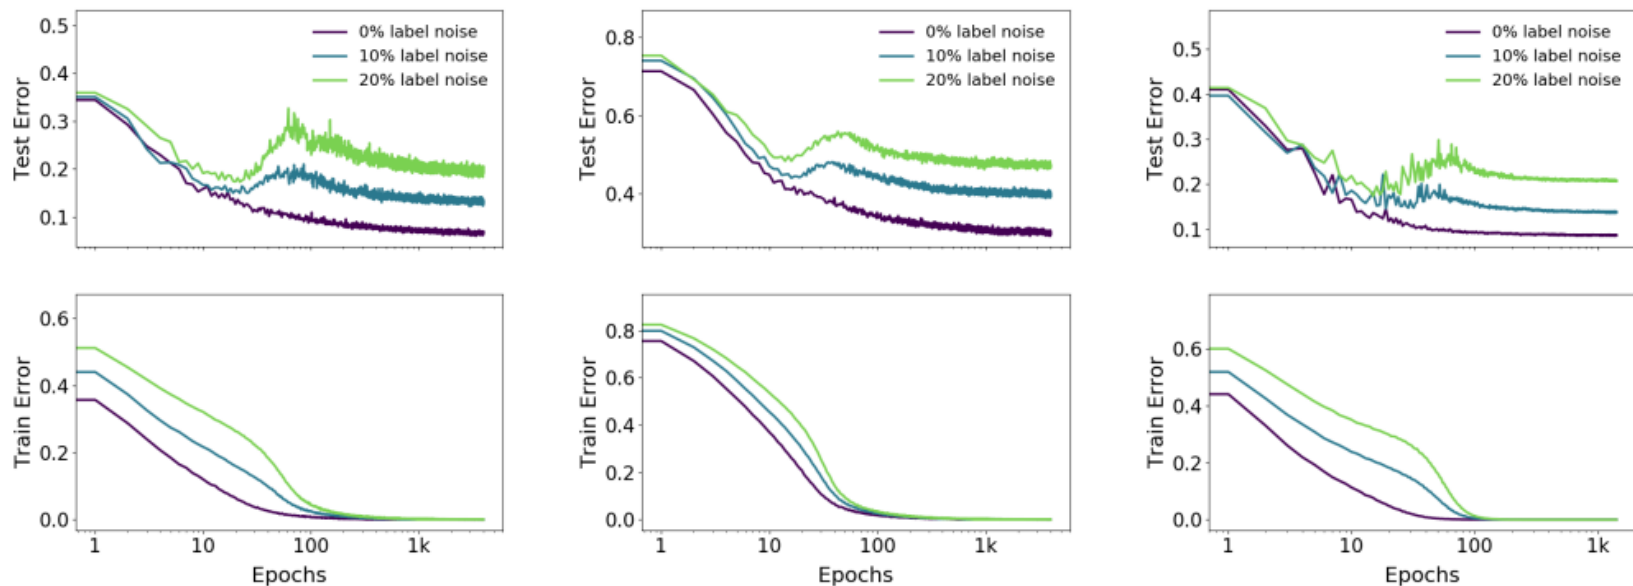 0.5
0.4
0.3
0.2
0.1
Test Error
0% label noise
10% label noise
20% label noise
0.8
0.6
0.4
Test Error
0% label noise
10% label noise
20% label noise
0.5
0.4
0.3
0.2
0.1
Test Error
0% label noise
10% label noise
20% label noise
0.6
0.4
0.2
0.0
Train Error
1 10 100 1k
Epochs
0.8
0.6
0.4
0.2
0.0
Train Error
1 10 100 1k
Epochs
0.6
0.4
0.2
0.0
Train Error
1 10 100 1k
Epochs